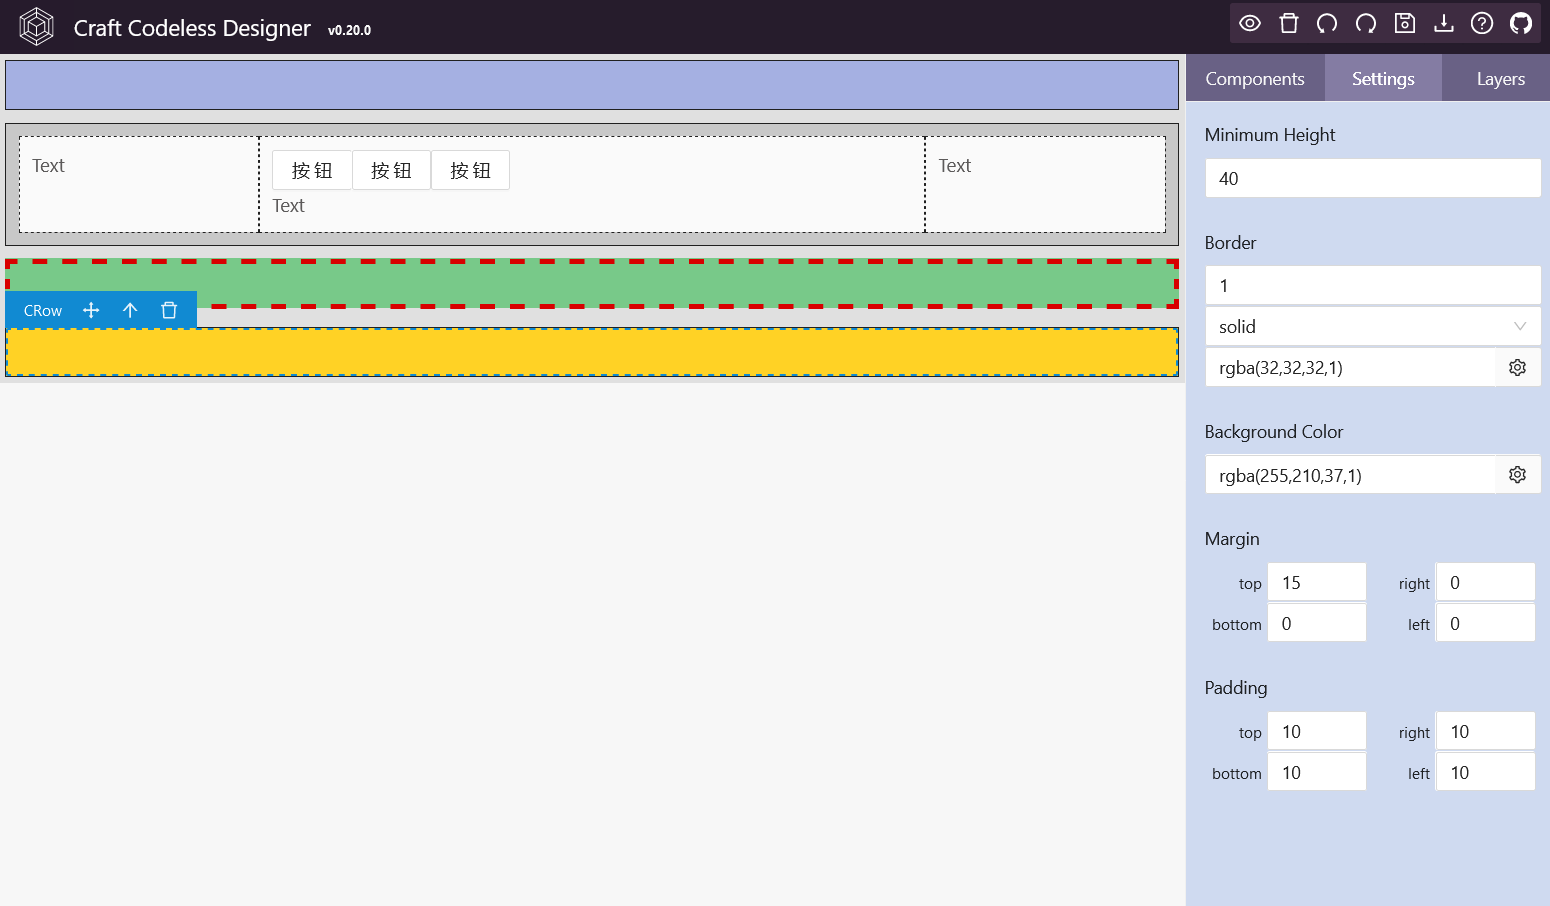 Craft Codeless Designer v0.20.0
Components Settings Layers
Text
按 钮 按 钮 按 钮
Text
Text
CRow
Minimum Height
40
Border
1
solid
rgba(32,32,32,1)
Background Color
rgba(255,210,37,1)
Margin
top 15 right 0
bottom 0 left 0
Padding
top 10 right 10
bottom 10 left 10